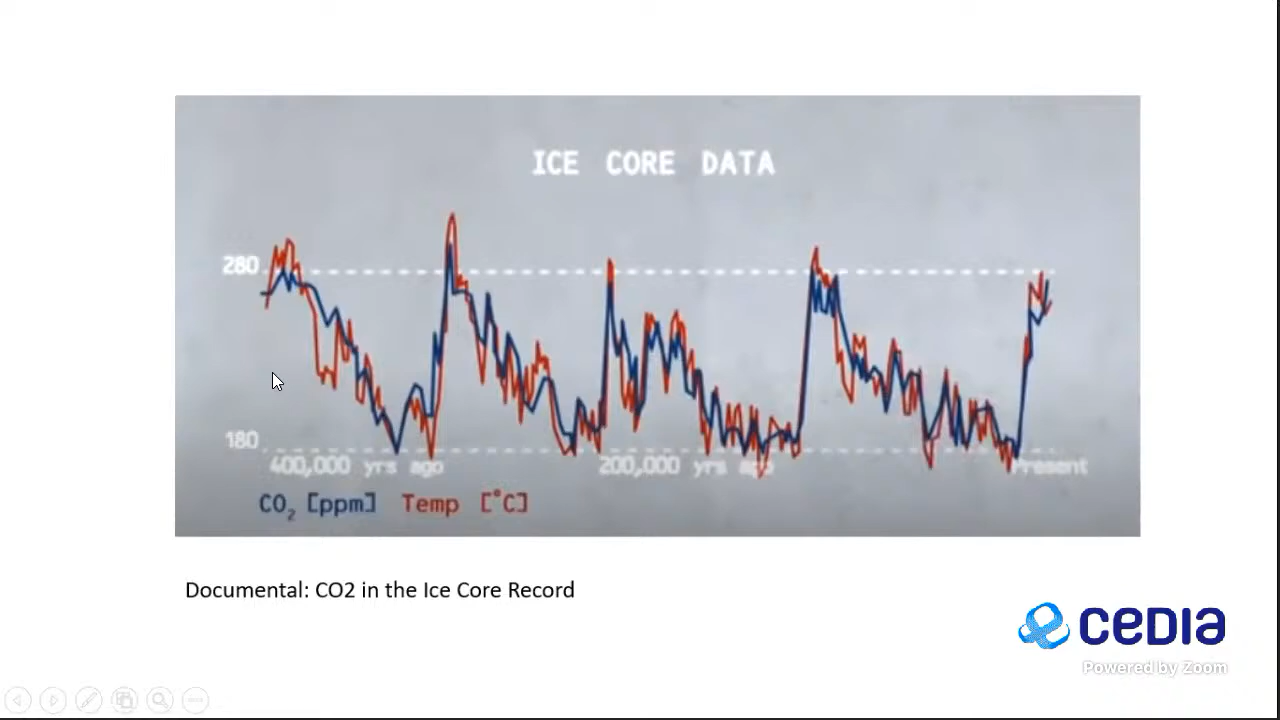 ICE CORE DATA
280
180
400,000 yrs ago 200,000 yrs ago Present
CO₂ [ppm] Temp [°C]
Documental: CO2 in the Ice Core Record
cedia
Powered by Zoom